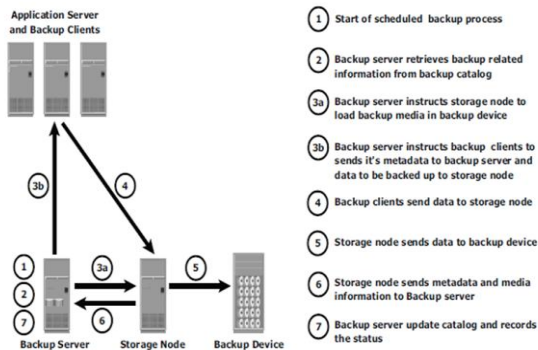 Application Server
and Backup Clients
3b
4
1
2
7
3a
6
5
Backup Server
Storage Node
Backup Device
1 Start of scheduled backup process
2 Backup server retrieves backup related
information from backup catalog
3a Backup server instructs storage node to
load backup media in backup device
3b Backup server instructs backup clients to
sends it's metadata to backup server and
data to be backed up to storage node
4 Backup clients send data to storage node
5 Storage node sends data to backup device
6 Storage node sends metadata and media
information to Backup server
7 Backup server update catalog and records
the status